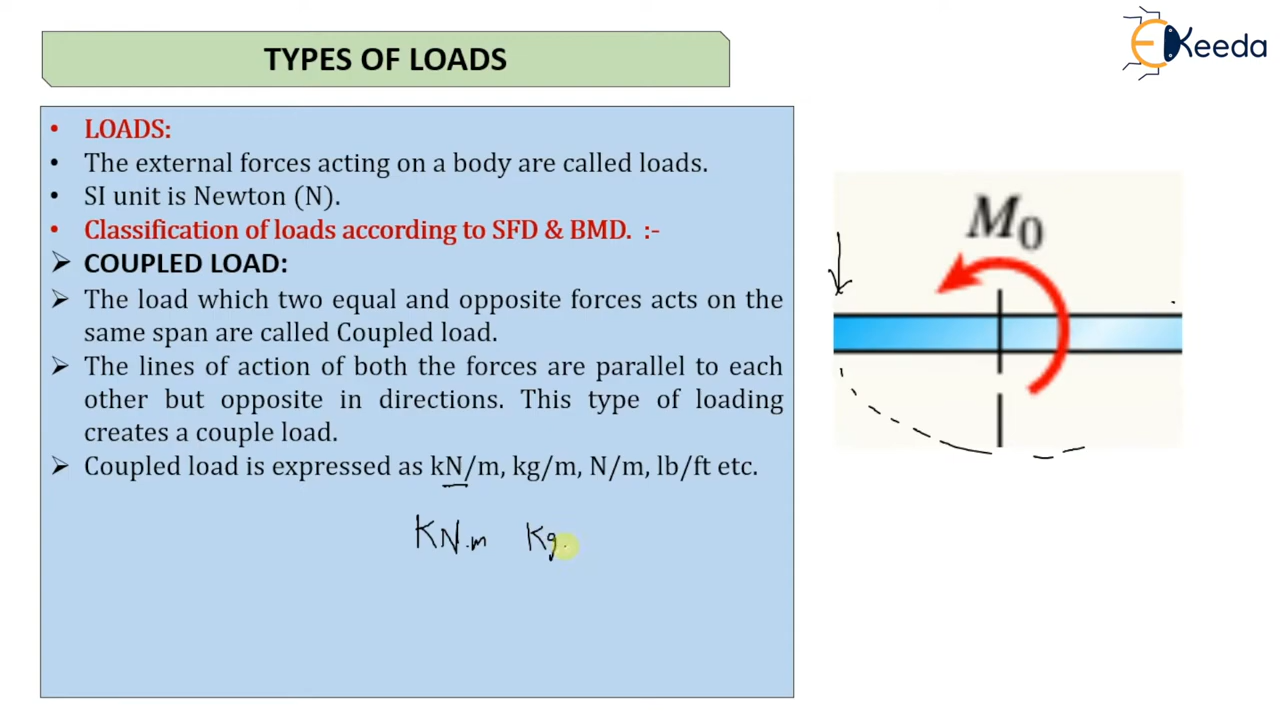 TYPES OF LOADS
Keeda
• LOADS:
• The external forces acting on a body are called loads.
• SI unit is Newton (N).
• Classification of loads according to SFD & BMD. :-
➢ COUPLED LOAD:
➢ The load which two equal and opposite forces acts on the
same span are called Coupled load.
➢ The lines of action of both the forces are parallel to each
other but opposite in directions. This type of loading
creates a couple load.
➢ Coupled load is expressed as kN/m, kg/m, N/m, lb/ft etc.
KN.m Kg.
M0